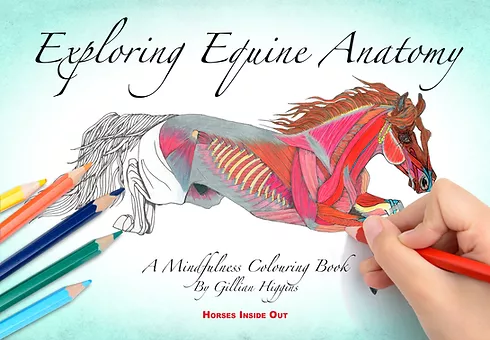 Exploring Equine Anatomy
A Mindfulness Colouring Book
By Gillian Higgins
Horses Inside Out